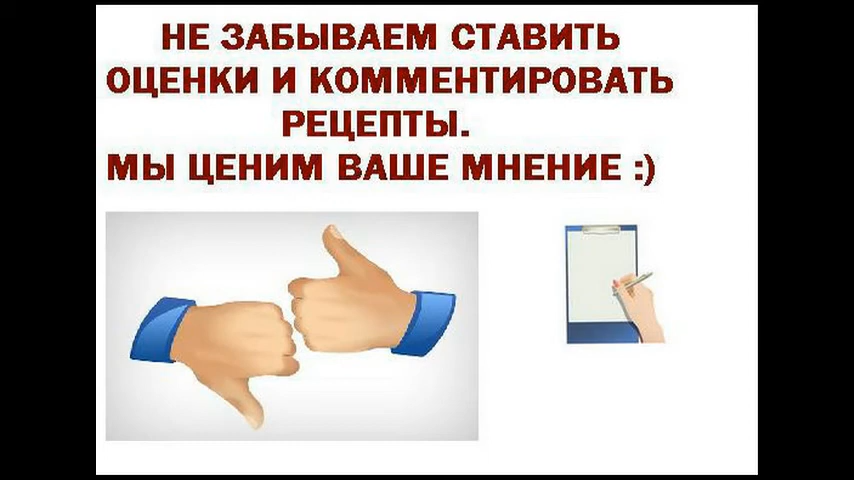 НЕ ЗАБЫВАЕМ СТАВИТЬ
ОЦЕНКИ И КОММЕНТИРОВАТЬ
РЕЦЕПТЫ.
МЫ ЦЕНИМ ВАШЕ МНЕНИЕ :)